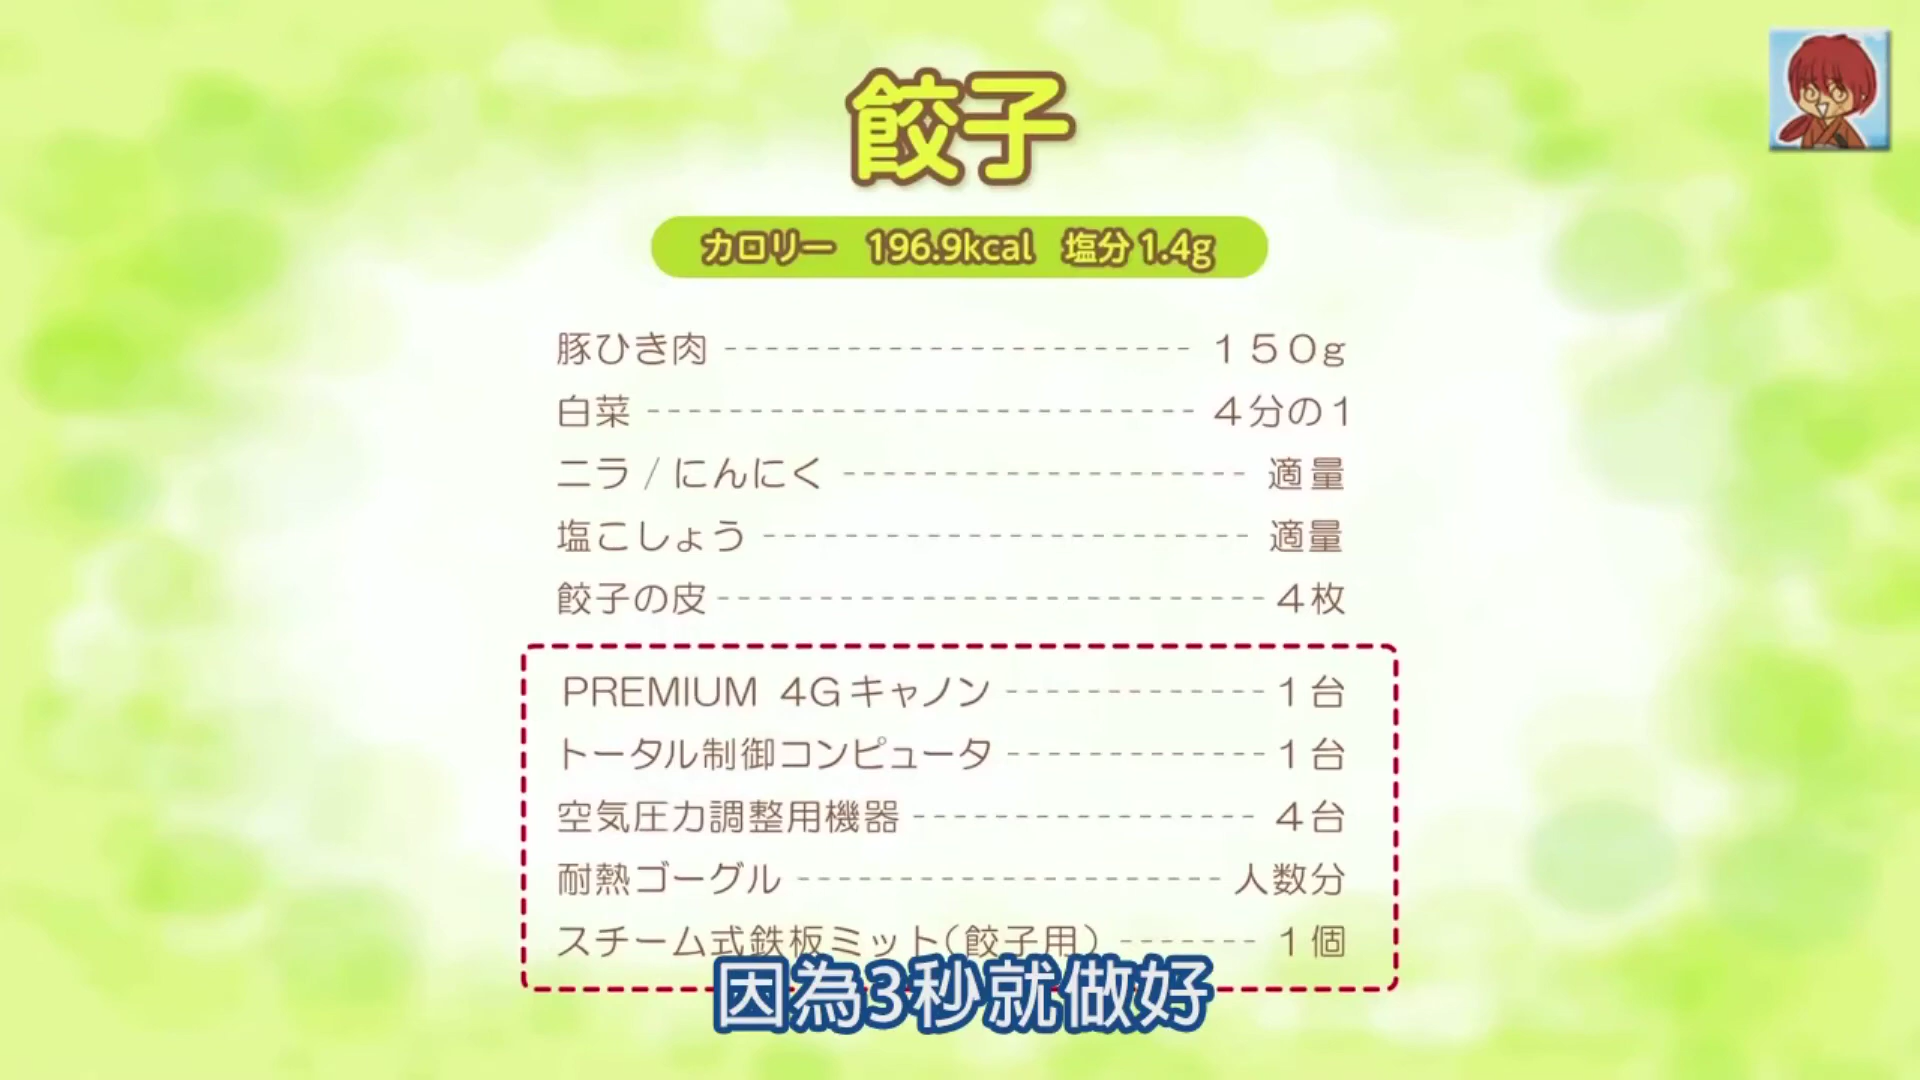 餃子
カロリー 196.9kcal 塩分1.4g
豚ひき肉 150g
白菜 4分の1
ニラ / にんにく 適量
塩こしょう 適量
餃子の皮 4枚
PREMIUM 4Gキャノン 1台
トータル制御コンピュータ 1台
空気圧力調整用機器 4台
耐熱ゴーグル 人数分
スチーム式鉄板ミット(餃子用) 1個
因為3秒就做好